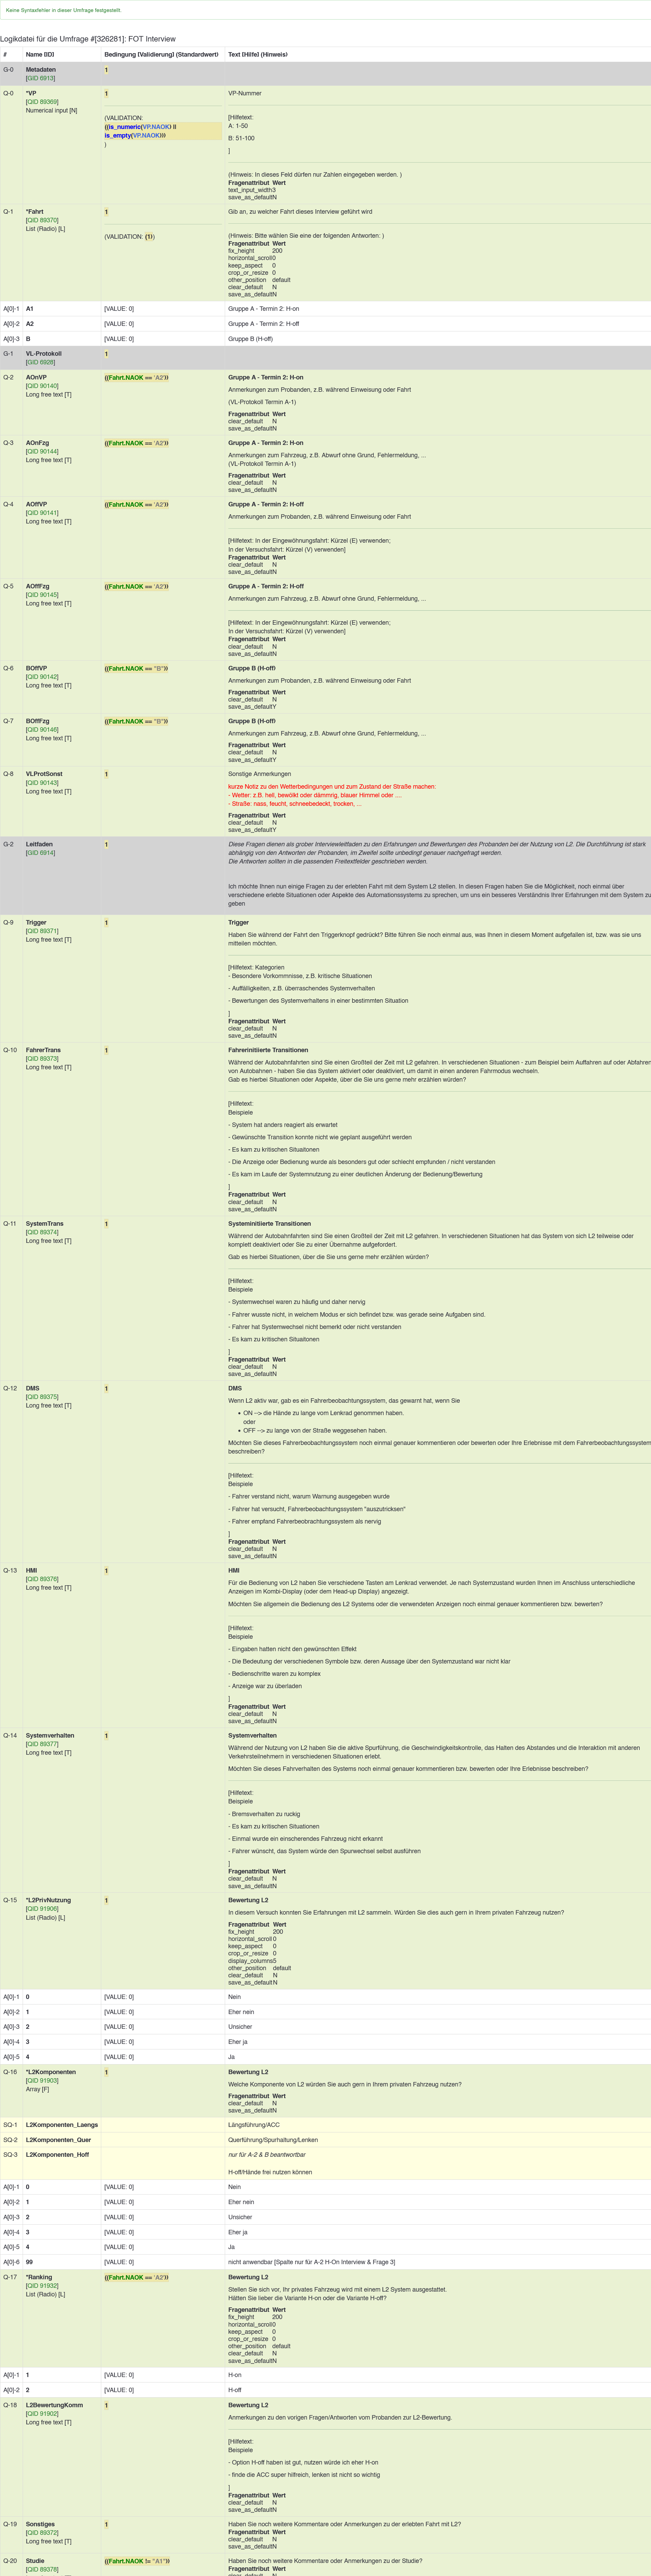 Keine Syntaxfehler in dieser Umfrage festgestellt.
Logikdatei für die Umfrage #[326281]: FOT Interview
# Name [ID] Bedingung [Validierung] (Standardwert) Text [Hilfe] (Hinweis)
G-0 Metadaten 1
[GID 6913]
Q-0 *VP 1 VP-Nummer
[QID 89369]
Numerical input [N]
(VALIDATION:
((is_numeric(VP.NAOK) ||
is_empty(VP.NAOK)))
)
[Hilfetext:
A: 1-50
B: 51-100
]
(Hinweis: In dieses Feld dürfen nur Zahlen eingegeben werden. )
Fragenattribut Wert
text_input_width3
save_as_defaultN
Q-1 *Fahrt 1 Gib an, zu welcher Fahrt dieses Interview geführt wird
[QID 89370]
List (Radio) [L]
(VALIDATION: (1))
(Hinweis: Bitte wählen Sie eine der folgenden Antworten: )
Fragenattribut Wert
fix_height 200
horizontal_scroll0
keep_aspect 0
crop_or_resize 0
other_position default
clear_default N
save_as_defaultN
A[0]-1 A1 [VALUE: 0] Gruppe A - Termin 2: H-on
A[0]-2 A2 [VALUE: 0] Gruppe A - Termin 2: H-off
A[0]-3 B [VALUE: 0] Gruppe B (H-off)
G-1 VL-Protokoll 1
[GID 6928]
Q-2 AOnVP ((Fahrt.NAOK == 'A2')) Gruppe A - Termin 2: H-on
[QID 90140]
Long free text [T]
Anmerkungen zum Probanden, z.B. während Einweisung oder Fahrt
(VL-Protokoll Termin A-1)
Fragenattribut Wert
clear_default N
save_as_defaultN
Q-3 AOnFzg ((Fahrt.NAOK == 'A2')) Gruppe A - Termin 2: H-on
[QID 90144]
Long free text [T]
Anmerkungen zum Fahrzeug, z.B. Abwurf ohne Grund, Fehlermeldung, ...
(VL-Protokoll Termin A-1)
Fragenattribut Wert
clear_default N
save_as_defaultN
Q-4 AOffVP ((Fahrt.NAOK == 'A2')) Gruppe A - Termin 2: H-off
[QID 90141]
Long free text [T]
Anmerkungen zum Probanden, z.B. während Einweisung oder Fahrt
[Hilfetext: In der Eingewöhnungsfahrt: Kürzel (E) verwenden;
In der Versuchsfahrt: Kürzel (V) verwenden]
Fragenattribut Wert
clear_default N
save_as_defaultN
Q-5 AOffFzg ((Fahrt.NAOK == 'A2')) Gruppe A - Termin 2: H-off
[QID 90145]
Long free text [T]
Anmerkungen zum Fahrzeug, z.B. Abwurf ohne Grund, Fehlermeldung, ...
[Hilfetext: In der Eingewöhnungsfahrt: Kürzel (E) verwenden;
In der Versuchsfahrt: Kürzel (V) verwenden]
Fragenattribut Wert
clear_default N
save_as_defaultN
Q-6 BOffVP ((Fahrt.NAOK == "B")) Gruppe B (H-off)
[QID 90142]
Long free text [T]
Anmerkungen zum Probanden, z.B. während Einweisung oder Fahrt
Fragenattribut Wert
clear_default N
save_as_defaultY
Q-7 BOffFzg ((Fahrt.NAOK == "B")) Gruppe B (H-off)
[QID 90146]
Long free text [T]
Anmerkungen zum Fahrzeug, z.B. Abwurf ohne Grund, Fehlermeldung, ...
Fragenattribut Wert
clear_default N
save_as_defaultY
Q-8 VLProtSonst 1 Sonstige Anmerkungen
[QID 90143]
Long free text [T]
kurze Notiz zu den Wetterbedingungen und zum Zustand der Straße machen:
- Wetter: z.B. hell, bewölkt oder dämmrig, blauer Himmel oder ....
- Straße: nass, feucht, schneebedeckt, trocken, ...
Fragenattribut Wert
clear_default N
save_as_defaultY
G-2 Leitfaden 1 Diese Fragen dienen als grober Interviewleitfaden zu den Erfahrungen und Bewertungen des Probanden bei der Nutzung von L2. Die Durchführung ist stark
[GID 6914] abhängig von den Antworten der Probanden, im Zweifel sollte unbedingt genauer nachgefragt werden.
Die Antworten sollten in die passenden Freitextfelder geschrieben werden.
Ich möchte Ihnen nun einige Fragen zu der erlebten Fahrt mit dem System L2 stellen. In diesen Fragen haben Sie die Möglichkeit, noch einmal über
verschiedene erlebte Situationen oder Aspekte des Automationssystems zu sprechen, um uns ein besseres Verständnis Ihrer Erfahrungen mit dem System zu
geben
Q-9 Trigger 1 Trigger
[QID 89371]
Long free text [T]
Haben Sie während der Fahrt den Triggerknopf gedrückt? Bitte führen Sie noch einmal aus, was Ihnen in diesem Moment aufgefallen ist, bzw. was sie uns
mitteilen möchten.
[Hilfetext: Kategorien
- Besondere Vorkommnisse, z.B. kritische Situationen
- Auffälligkeiten, z.B. überraschendes Systemverhalten
- Bewertungen des Systemverhaltens in einer bestimmten Situation
]
Fragenattribut Wert
clear_default N
save_as_defaultN
Q-10 FahrerTrans 1 Fahrerinitiierte Transitionen
[QID 89373]
Long free text [T]
Während der Autobahnfahrten sind Sie einen Großteil der Zeit mit L2 gefahren. In verschiedenen Situationen - zum Beispiel beim Auffahren auf oder Abfahren
von Autobahnen - haben Sie das System aktiviert oder deaktiviert, um damit in einen anderen Fahrmodus wechseln.
Gab es hierbei Situationen oder Aspekte, über die Sie uns gerne mehr erzählen würden?
[Hilfetext:
Beispiele
- System hat anders reagiert als erwartet
- Gewünschte Transition konnte nicht wie geplant ausgeführt werden
- Es kam zu kritischen Situaitonen
- Die Anzeige oder Bedienung wurde als besonders gut oder schlecht empfunden / nicht verstanden
- Es kam im Laufe der Systemnutzung zu einer deutlichen Änderung der Bedienung/Bewertung
]
Fragenattribut Wert
clear_default N
save_as_defaultN
Q-11 SystemTrans 1 Systeminitiierte Transitionen
[QID 89374]
Long free text [T]
Während der Autobahnfahrten sind Sie einen Großteil der Zeit mit L2 gefahren. In verschiedenen Situationen hat das System von sich L2 teilweise oder
komplett deaktiviert oder Sie zu einer Übernahme aufgefordert.
Gab es hierbei Situationen, über die Sie uns gerne mehr erzählen würden?
[Hilfetext:
Beispiele
- Systemwechsel waren zu häufig und daher nervig
- Fahrer wusste nicht, in welchem Modus er sich befindet bzw. was gerade seine Aufgaben sind.
- Fahrer hat Systemwechsel nicht bemerkt oder nicht verstanden
- Es kam zu kritischen Situaitonen
]
Fragenattribut Wert
clear_default N
save_as_defaultN
Q-12 DMS 1 DMS
[QID 89375]
Long free text [T]
Wenn L2 aktiv war, gab es ein Fahrerbeobachtungssystem, das gewarnt hat, wenn Sie
• ON --> die Hände zu lange vom Lenkrad genommen haben.
oder
• OFF --> zu lange von der Straße weggesehen haben.
Möchten Sie dieses Fahrerbeobachtungssystem noch einmal genauer kommentieren oder bewerten oder Ihre Erlebnisse mit dem Fahrerbeobachtungssystem
beschreiben?
[Hilfetext:
Beispiele
- Fahrer verstand nicht, warum Warnung ausgegeben wurde
- Fahrer hat versucht, Fahrerbeobachtungssystem "auszutricksen"
- Fahrer empfand Fahrerbeobrachtungssystem als nervig
]
Fragenattribut Wert
clear_default N
save_as_defaultN
Q-13 HMI 1 HMI
[QID 89376]
Long free text [T]
Für die Bedienung von L2 haben Sie verschiedene Tasten am Lenkrad verwendet. Je nach Systemzustand wurden Ihnen im Anschluss unterschiedliche
Anzeigen im Kombi-Display (oder dem Head-up Display) angezeigt.
Möchten Sie allgemein die Bedienung des L2 Systems oder die verwendeten Anzeigen noch einmal genauer kommentieren bzw. bewerten?
[Hilfetext:
Beispiele
- Eingaben hatten nicht den gewünschten Effekt
- Die Bedeutung der verschiedenen Symbole bzw. deren Aussage über den Systemzustand war nicht klar
- Bedienschritte waren zu komplex
- Anzeige war zu überladen
]
Fragenattribut Wert
clear_default N
save_as_defaultN
Q-14 Systemverhalten 1 Systemverhalten
[QID 89377]
Long free text [T]
Während der Nutzung von L2 haben Sie die aktive Spurführung, die Geschwindigkeitskontrolle, das Halten des Abstandes und die Interaktion mit anderen
Verkehrsteilnehmern in verschiedenen Situationen erlebt.
Möchten Sie dieses Fahrverhalten des Systems noch einmal genauer kommentieren bzw. bewerten oder Ihre Erlebnisse beschreiben?
[Hilfetext:
Beispiele
- Bremsverhalten zu ruckig
- Es kam zu kritischen Situationen
- Einmal wurde ein einscherendes Fahrzeug nicht erkannt
- Fahrer wünscht, das System würde den Spurwechsel selbst ausführen
]
Fragenattribut Wert
clear_default N
save_as_defaultN
Q-15 *L2PrivNutzung 1 Bewertung L2
[QID 91906]
List (Radio) [L]
In diesem Versuch konnten Sie Erfahrungen mit L2 sammeln. Würden Sie dies auch gern in Ihrem privaten Fahrzeug nutzen?
Fragenattribut Wert
fix_height 200
horizontal_scroll 0
keep_aspect 0
crop_or_resize 0
display_columns5
other_position default
clear_default N
save_as_default N
A[0]-1 0 [VALUE: 0] Nein
A[0]-2 1 [VALUE: 0] Eher nein
A[0]-3 2 [VALUE: 0] Unsicher
A[0]-4 3 [VALUE: 0] Eher ja
A[0]-5 4 [VALUE: 0] Ja
Q-16 *L2Komponenten 1 Bewertung L2
[QID 91903]
Array [F]
Welche Komponente von L2 würden Sie auch gern in Ihrem privaten Fahrzeug nutzen?
Fragenattribut Wert
clear_default N
save_as_defaultN
SQ-1 L2Komponenten_Laengs Längsführung/ACC
SQ-2 L2Komponenten_Quer Querführung/Spurhaltung/Lenken
SQ-3 L2Komponenten_Hoff nur für A-2 & B beantwortbar
H-off/Hände frei nutzen können
A[0]-1 0 [VALUE: 0] Nein
A[0]-2 1 [VALUE: 0] Eher nein
A[0]-3 2 [VALUE: 0] Unsicher
A[0]-4 3 [VALUE: 0] Eher ja
A[0]-5 4 [VALUE: 0] Ja
A[0]-6 99 [VALUE: 0] nicht anwendbar [Spalte nur für A-2 H-On Interview & Frage 3]
Q-17 *Ranking ((Fahrt.NAOK == 'A2')) Bewertung L2
[QID 91932]
List (Radio) [L]
Stellen Sie sich vor, Ihr privates Fahrzeug wird mit einem L2 System ausgestattet.
Hätten Sie lieber die Variante H-on oder die Variante H-off?
Fragenattribut Wert
fix_height 200
horizontal_scroll0
keep_aspect 0
crop_or_resize 0
other_position default
clear_default N
save_as_defaultN
A[0]-1 1 [VALUE: 0] H-on
A[0]-2 2 [VALUE: 0] H-off
Q-18 L2BewertungKomm 1 Bewertung L2
[QID 91902]
Long free text [T]
Anmerkungen zu den vorigen Fragen/Antworten vom Probanden zur L2-Bewertung.
[Hilfetext:
Beispiele
- Option H-off haben ist gut, nutzen würde ich eher H-on
- finde die ACC super hilfreich, lenken ist nicht so wichtig
]
Fragenattribut Wert
clear_default N
save_as_defaultN
Q-19 Sonstiges 1 Haben Sie noch weitere Kommentare oder Anmerkungen zu der erlebten Fahrt mit L2?
[QID 89372]
Long free text [T]
Fragenattribut Wert
clear_default N
save_as_defaultN
Q-20 Studie ((Fahrt.NAOK != "A1")) Haben Sie noch weitere Kommentare oder Anmerkungen zu der Studie?
[QID 89378] Fragenattribut Wert